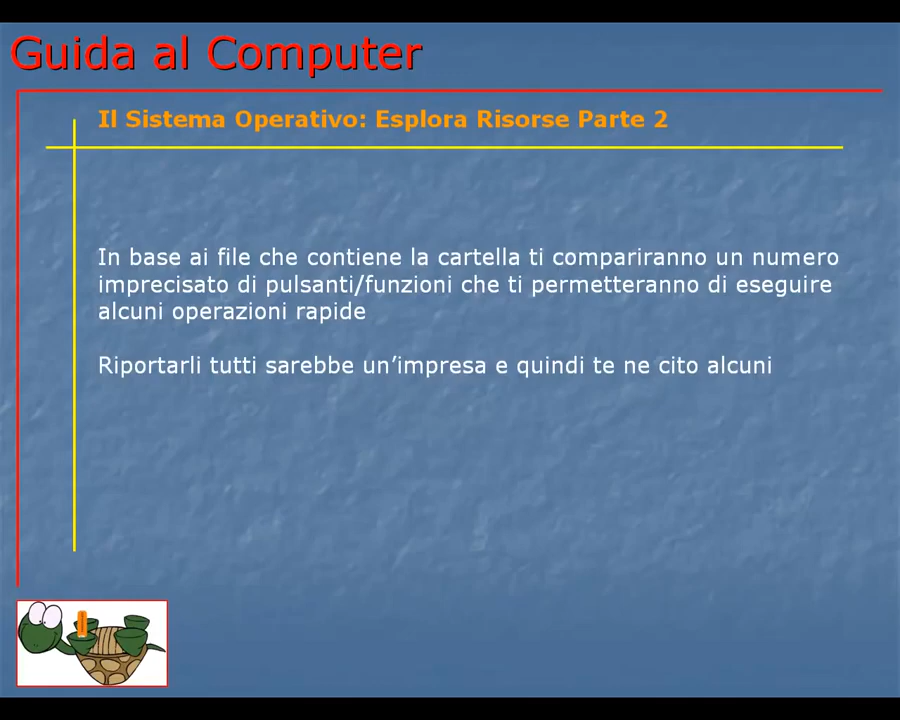 Guida al Computer
Il Sistema Operativo: Esplora Risorse Parte 2
In base ai file che contiene la cartella ti compariranno un numero
imprecisato di pulsanti/funzioni che ti permetteranno di eseguire
alcuni operazioni rapide
Riportarli tutti sarebbe un’impresa e quindi te ne cito alcuni